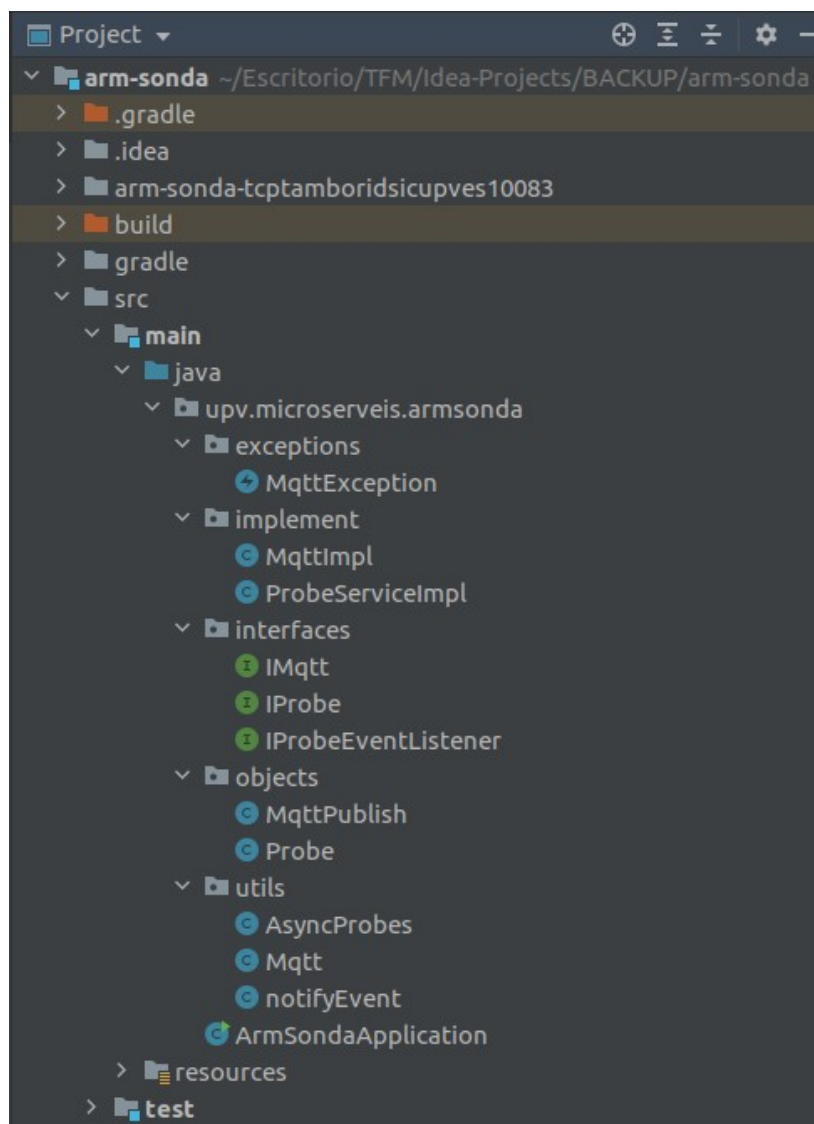 Project
arm-sonda ~/Escritorio/TFM/Idea-Projects/BACKUP/arm-sonda
.gradle
.idea
arm-sonda-tcptamboridsicupves10083
build
gradle
src
main
java
upv.microserveis.armsonda
exceptions
MqttException
implement
C MqttImpl
C ProbeServiceImpl
interfaces
I IMqtt
I IProbe
I IProbeEventListener
objects
C MqttPublish
C Probe
utils
C AsyncProbes
C Mqtt
C notifyEvent
C ArmSondaApplication
resources
test